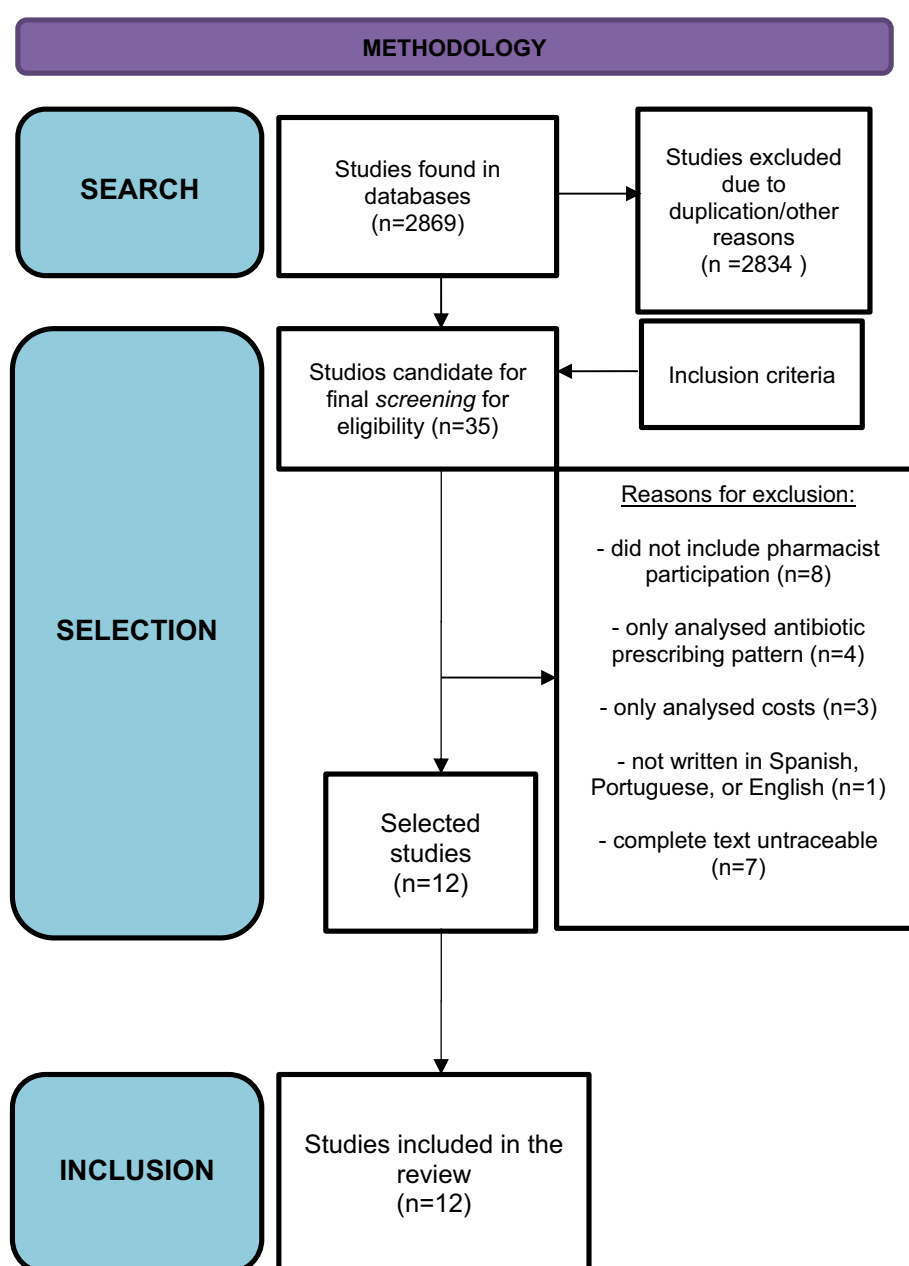 METHODOLOGY
SEARCH
Studies found in
databases
(n=2869)
Studies excluded
due to
duplication/other
reasons
(n =2834 )
SELECTION
Studios candidate for
final screening for
eligibility (n=35)
Inclusion criteria
Reasons for exclusion:
- did not include pharmacist
participation (n=8)
- only analysed antibiotic
prescribing pattern (n=4)
- only analysed costs (n=3)
- not written in Spanish,
Portuguese, or English (n=1)
- complete text untraceable
(n=7)
Selected
studies
(n=12)
INCLUSION
Studies included in the
review
(n=12)